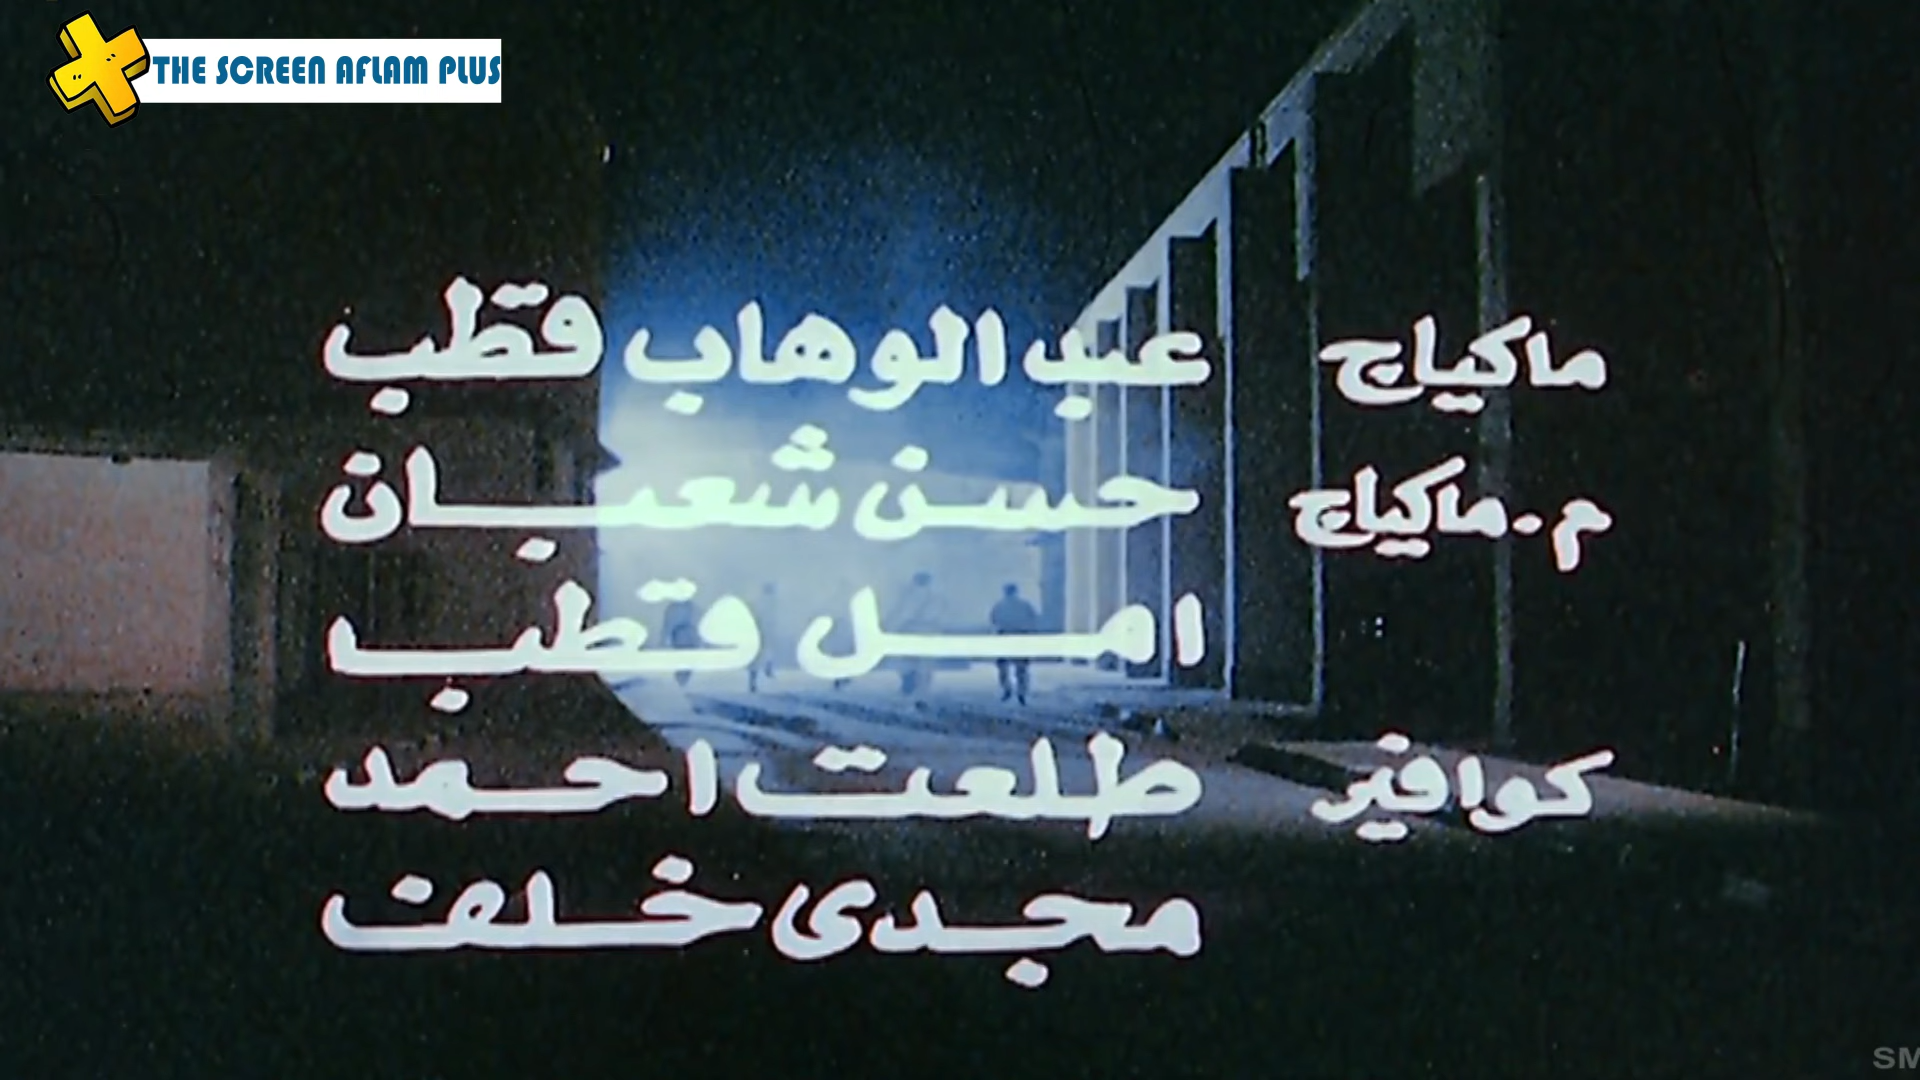 THE SCREEN AFLAM PLUS
ماكياج عبد الوهاب قطب
م.ماكياج حسن شعبان
امل قطب
كوافير طلعت احمد
مجدى خلف
SM